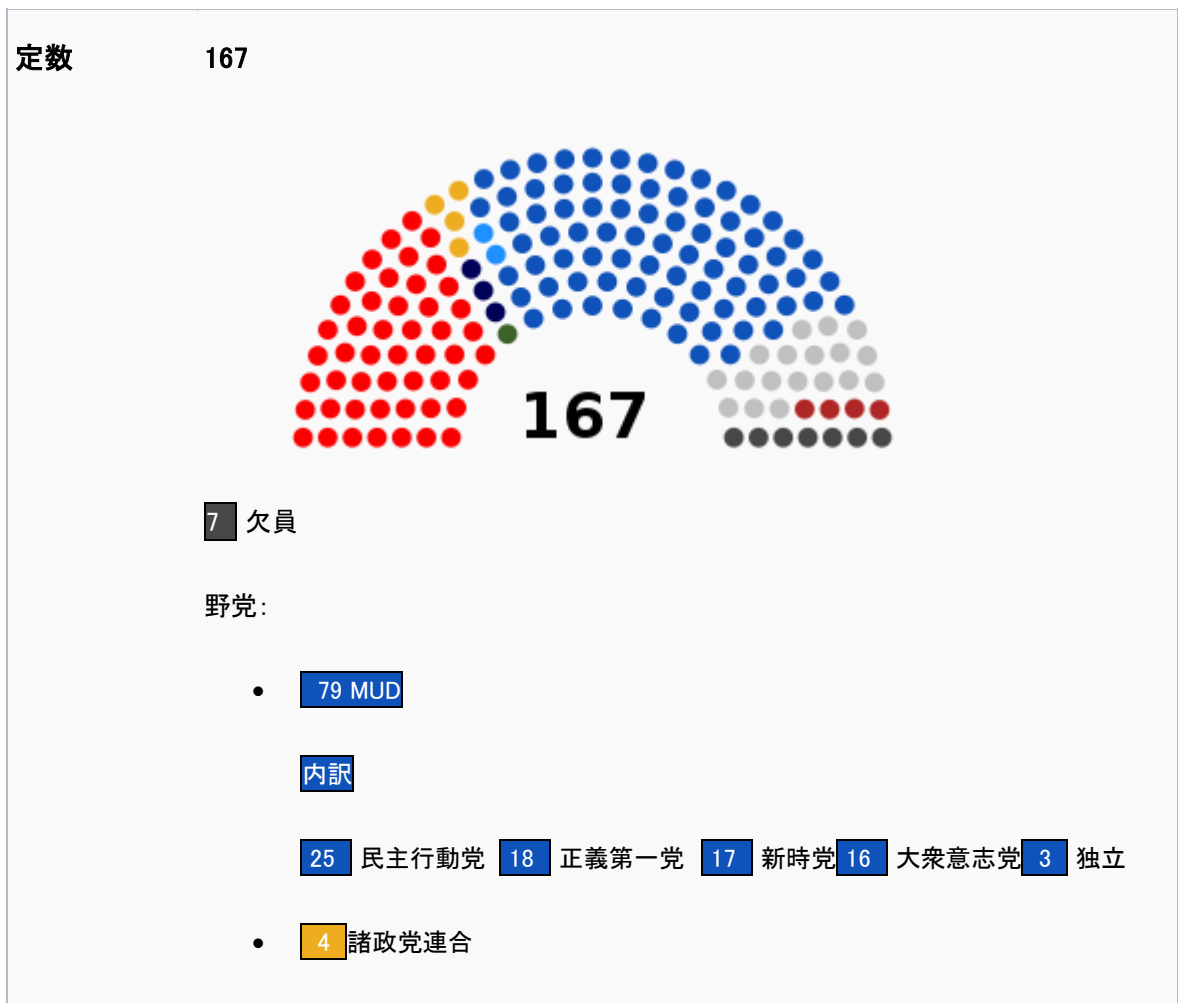 定数 167
167
7 欠員
野党:
• 79 MUD
内訳
25 民主行動党 18 正義第一党 17 新時党 16 大衆意志党 3 独立
• 4 諸政党連合